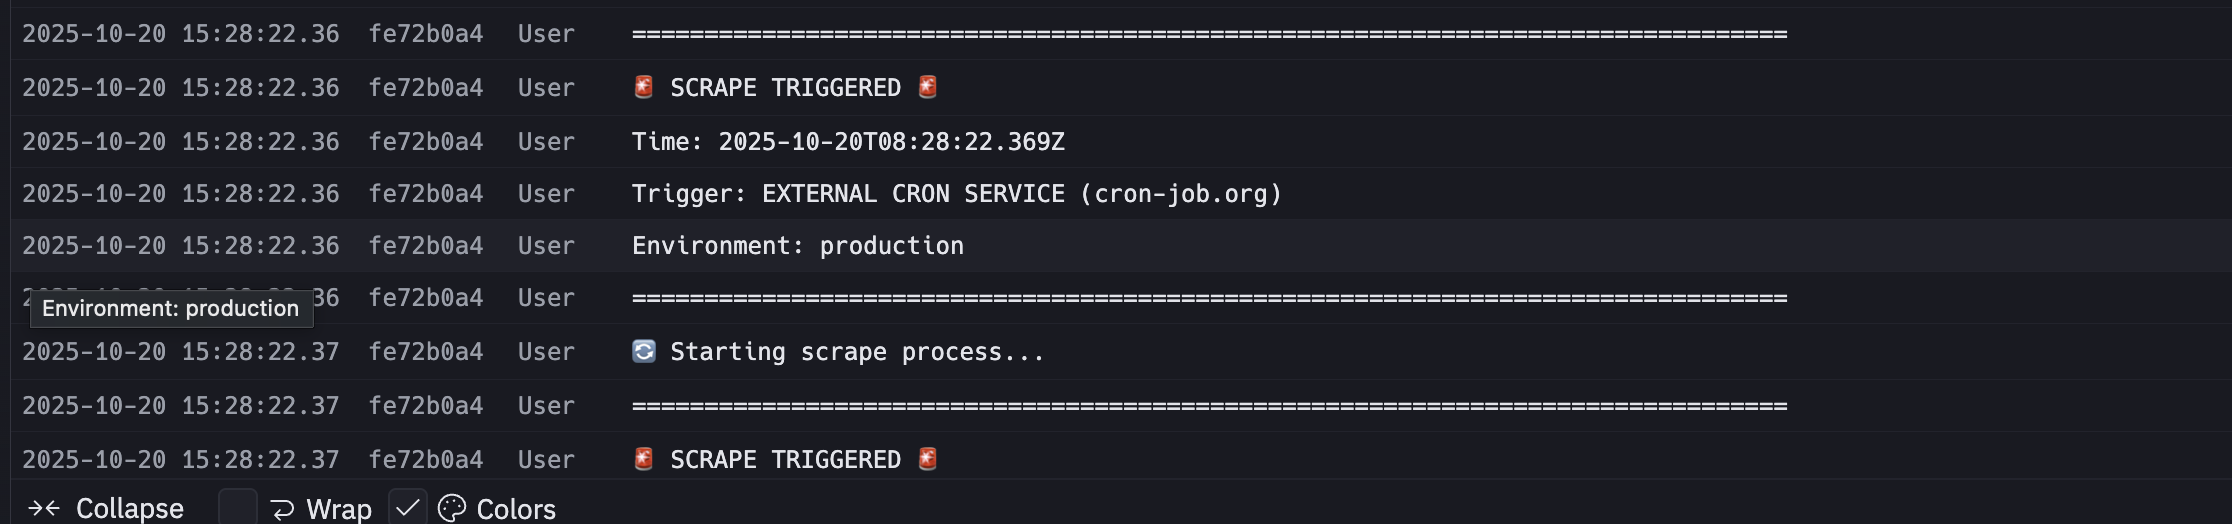 2025-10-20 15:28:22.36 fe72b0a4 User ================================================================================
2025-10-20 15:28:22.36 fe72b0a4 User 🚨 SCRAPE TRIGGERED 🚨
2025-10-20 15:28:22.36 fe72b0a4 User Time: 2025-10-20T08:28:22.369Z
2025-10-20 15:28:22.36 fe72b0a4 User Trigger: EXTERNAL CRON SERVICE (cron-job.org)
2025-10-20 15:28:22.36 fe72b0a4 User Environment: production
36 fe72b0a4 User ================================================================================
Environment: production
2025-10-20 15:28:22.37 fe72b0a4 User 🔄 Starting scrape process...
2025-10-20 15:28:22.37 fe72b0a4 User ================================================================================
2025-10-20 15:28:22.37 fe72b0a4 User 🚨 SCRAPE TRIGGERED 🚨
Collapse Wrap Colors